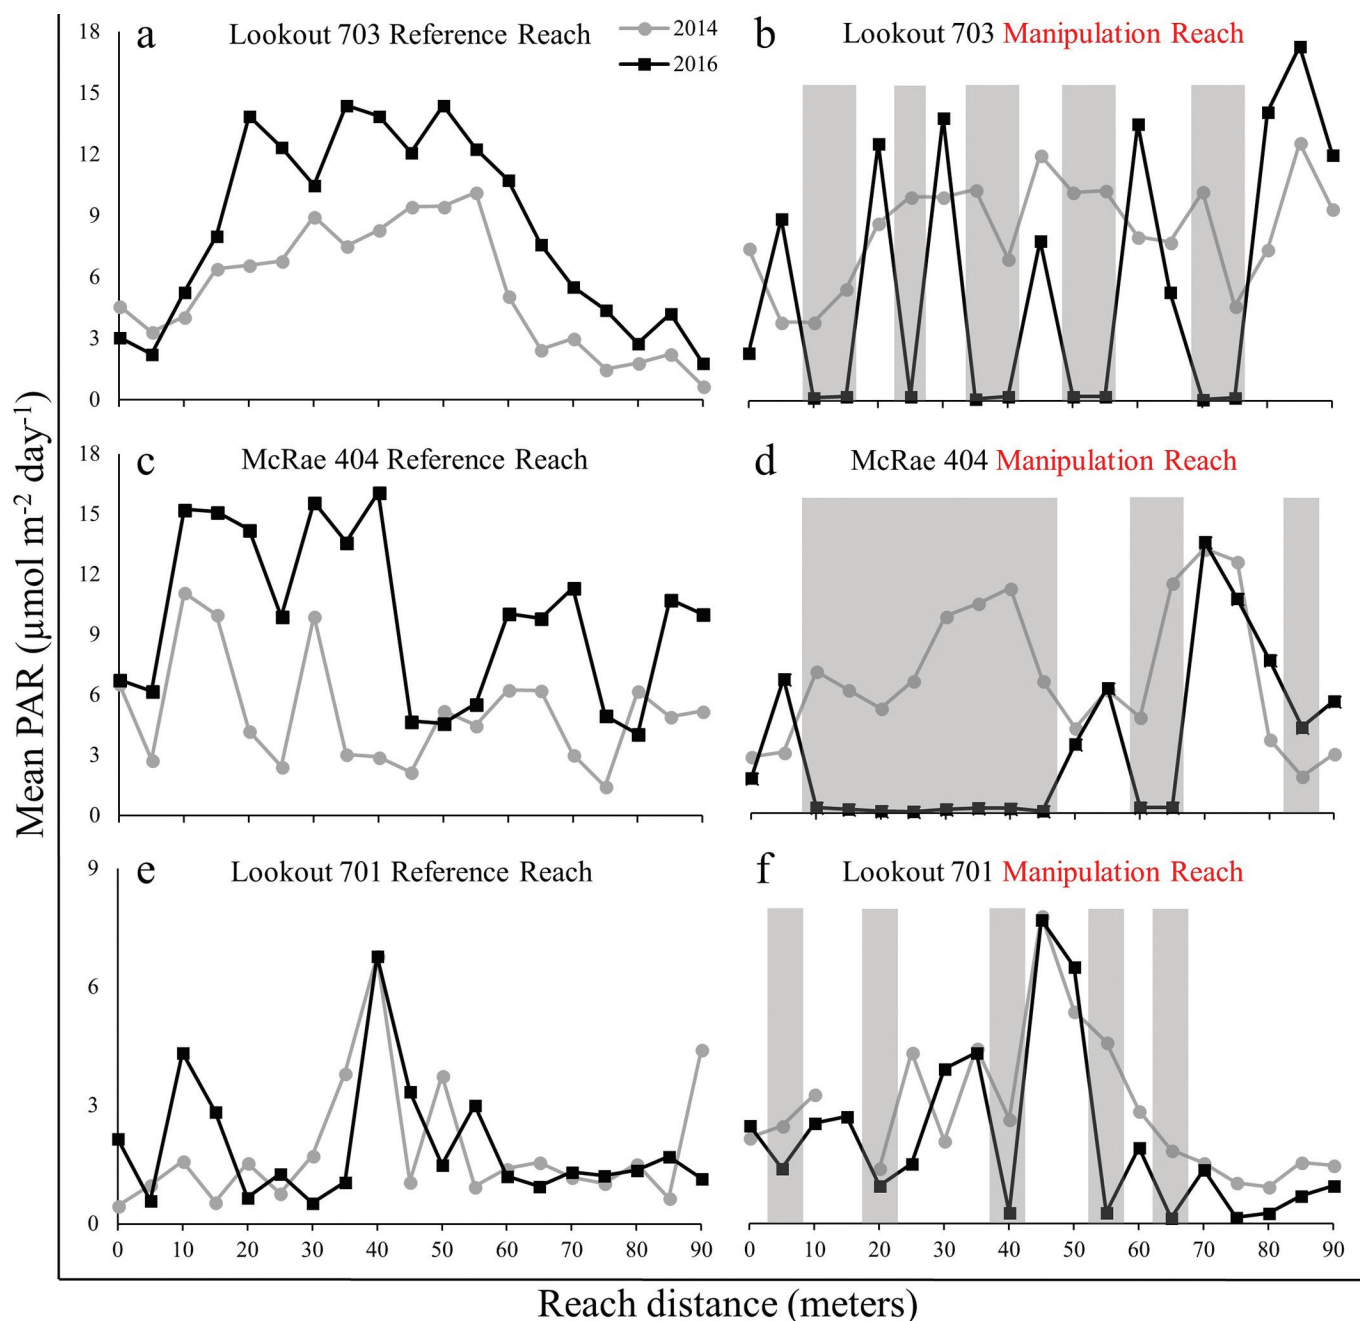 a Lookout 703 Reference Reach
2014
2016
b Lookout 703 Manipulation Reach
18
15
12
9
6
3
0
c McRae 404 Reference Reach
d McRae 404 Manipulation Reach
18
15
12
9
6
3
0
e Lookout 701 Reference Reach
f Lookout 701 Manipulation Reach
9
6
3
0
0 10 20 30 40 50 60 70 80 90
0 10 20 30 40 50 60 70 80 90
Mean PAR (μmol m⁻² day⁻¹)
Reach distance (meters)